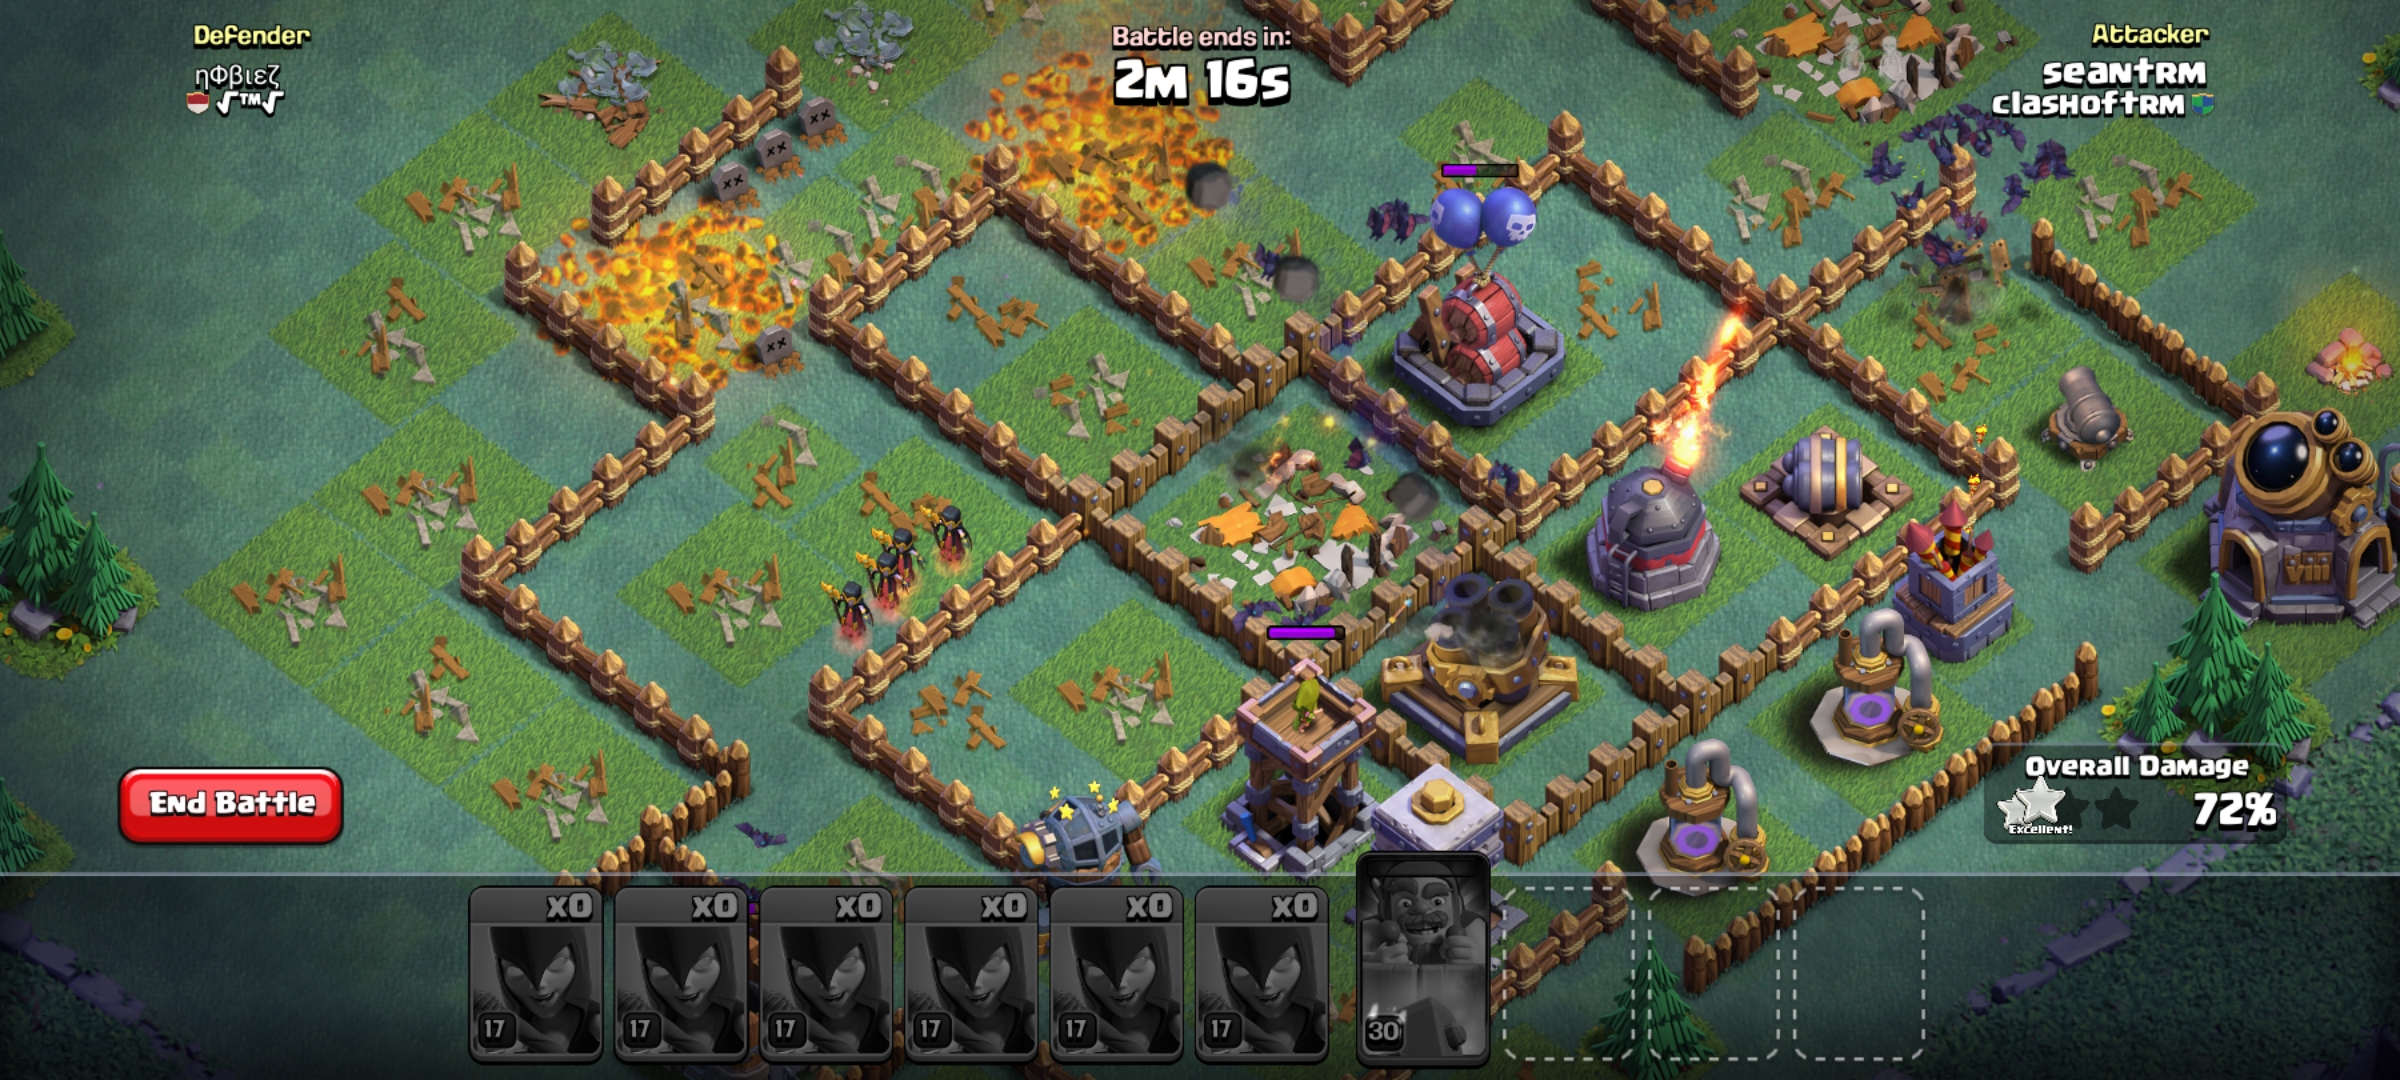 Defender
ηΦβιεζ
√™√
Battle ends in:
2M 16s
Attacker
seantRM
clashoftRM
VIII
End Battle
Overall Damage
72%
Excellent!
x0
x0
x0
x0
x0
x0
17
17
17
17
17
17
30